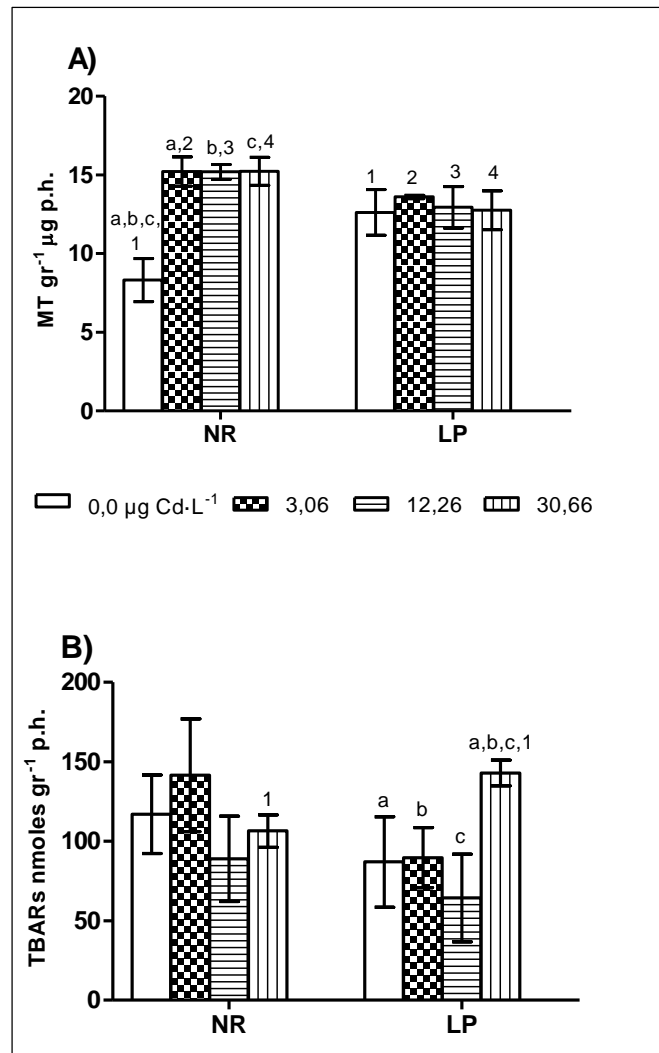 A)
20
15
10
5
0
MT gr⁻¹ µg p.h.
a,b,c,
1
a,2
b,3
c,4
1
2
3
4
NR LP
0,0 µg Cd·L⁻¹ 3,06 12,26 30,66
B)
200
150
100
50
0
TBARs nmoles gr⁻¹ p.h.
1
a
b
c
a,b,c,1
NR LP